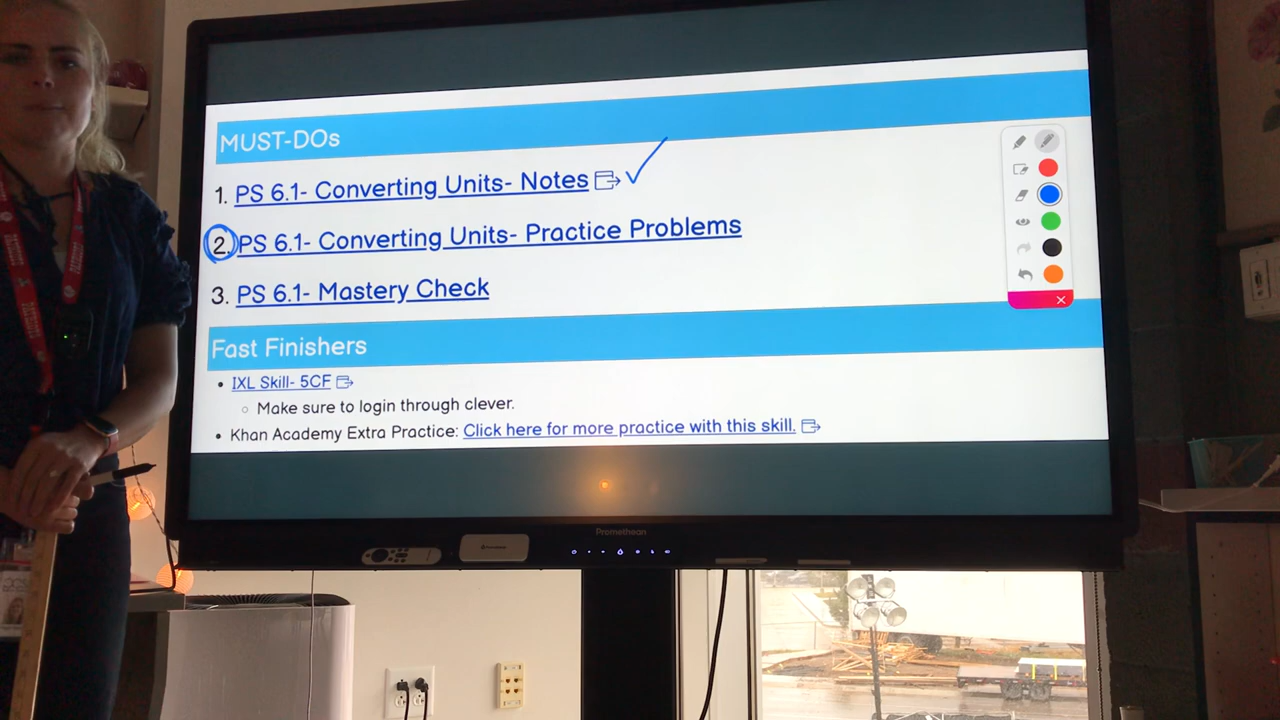 MUST-DOs
1. PS 6.1- Converting Units- Notes
2. PS 6.1- Converting Units- Practice Problems
3. PS 6.1- Mastery Check
Fast Finishers
• IXL Skill- 5CF
○ Make sure to login through clever.
• Khan Academy Extra Practice: Click here for more practice with this skill.
Promethean